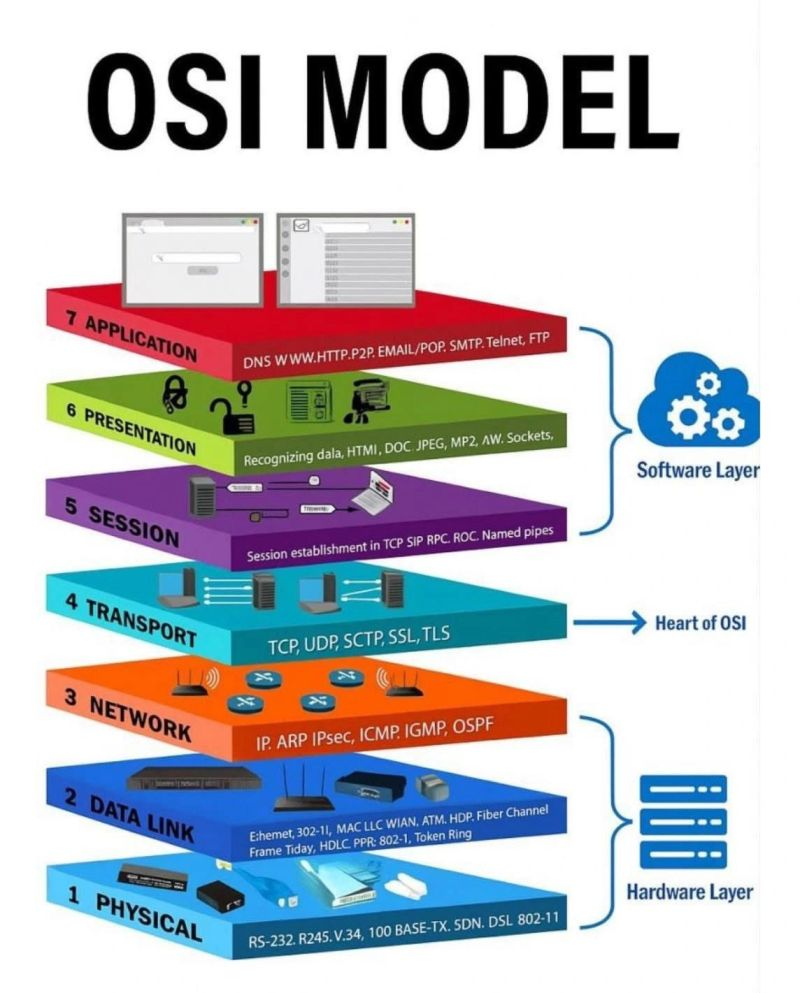 OSI MODEL
7 APPLICATION
DNS W WW.HTTP.P2P. EMAIL/POP. SMTP. Telnet, FTP
6 PRESENTATION
Recognizing dala, HTMI, DOC. JPEG, MP2, AW. Sockets,
Software Layer
5 SESSION
Session establishment in TCP SIP RPC. ROC. Named pipes
4 TRANSPORT
TCP, UDP, SCTP, SSL, TLS
Heart of OSI
3 NETWORK
IP. ARP IPsec, ICMP. IGMP, OSPF
2 DATA LINK
E:hemet, 302-1l, MAC LLC WIAN. ATM. HDP. Fiber Channel
Frame Tiday, HDLC. PPR: 802-1, Token Ring
Hardware Layer
1 PHYSICAL
RS-232. R245. V.34, 100 BASE-TX. 5DN. DSL 802-11